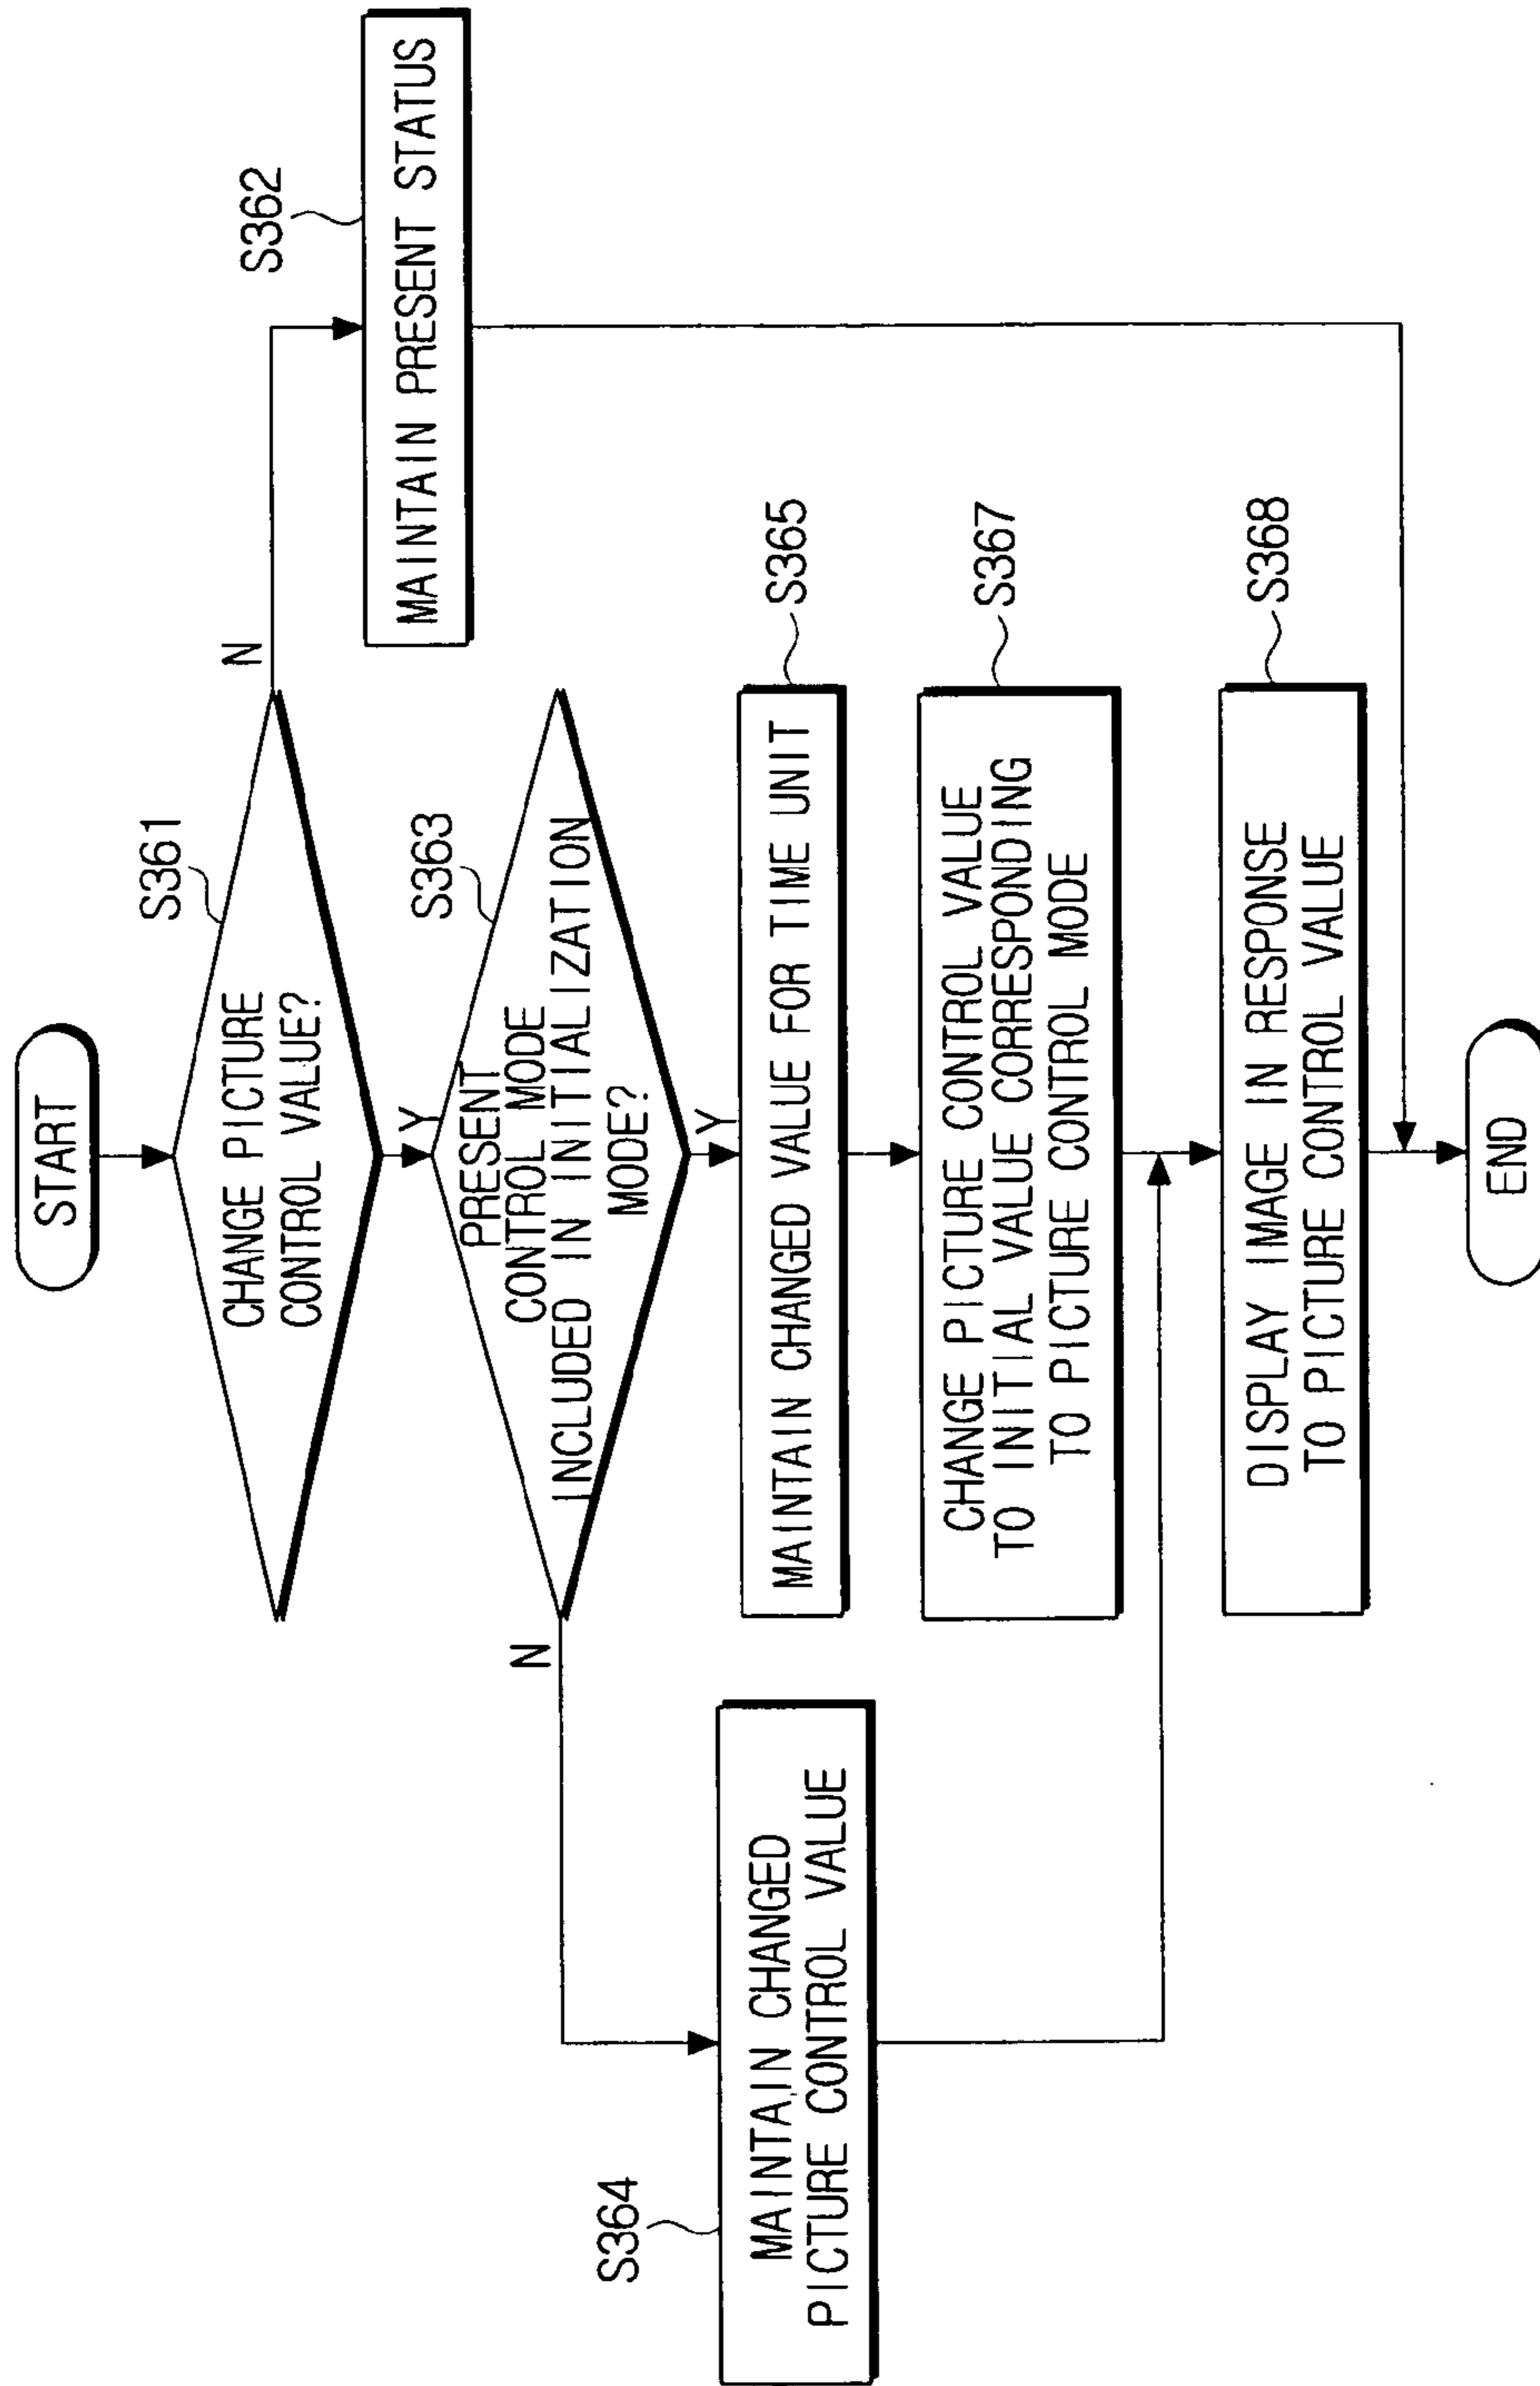 START
S361
CHANGE PICTURE
CONTROL VALUE?
N
S362
MAINTAIN PRESENT STATUS
Y
S363
PRESENT
CONTROL MODE
INCLUDED IN INITIALIZATION
MODE?
N
Y
S364
MAINTAIN CHANGED
PICTURE CONTROL VALUE
S365
MAINTAIN CHANGED VALUE FOR TIME UNIT
S367
CHANGE PICTURE CONTROL VALUE
TO INITIAL VALUE CORRESPONDING
TO PICTURE CONTROL MODE
S368
DISPLAY IMAGE IN RESPONSE
TO PICTURE CONTROL VALUE
END